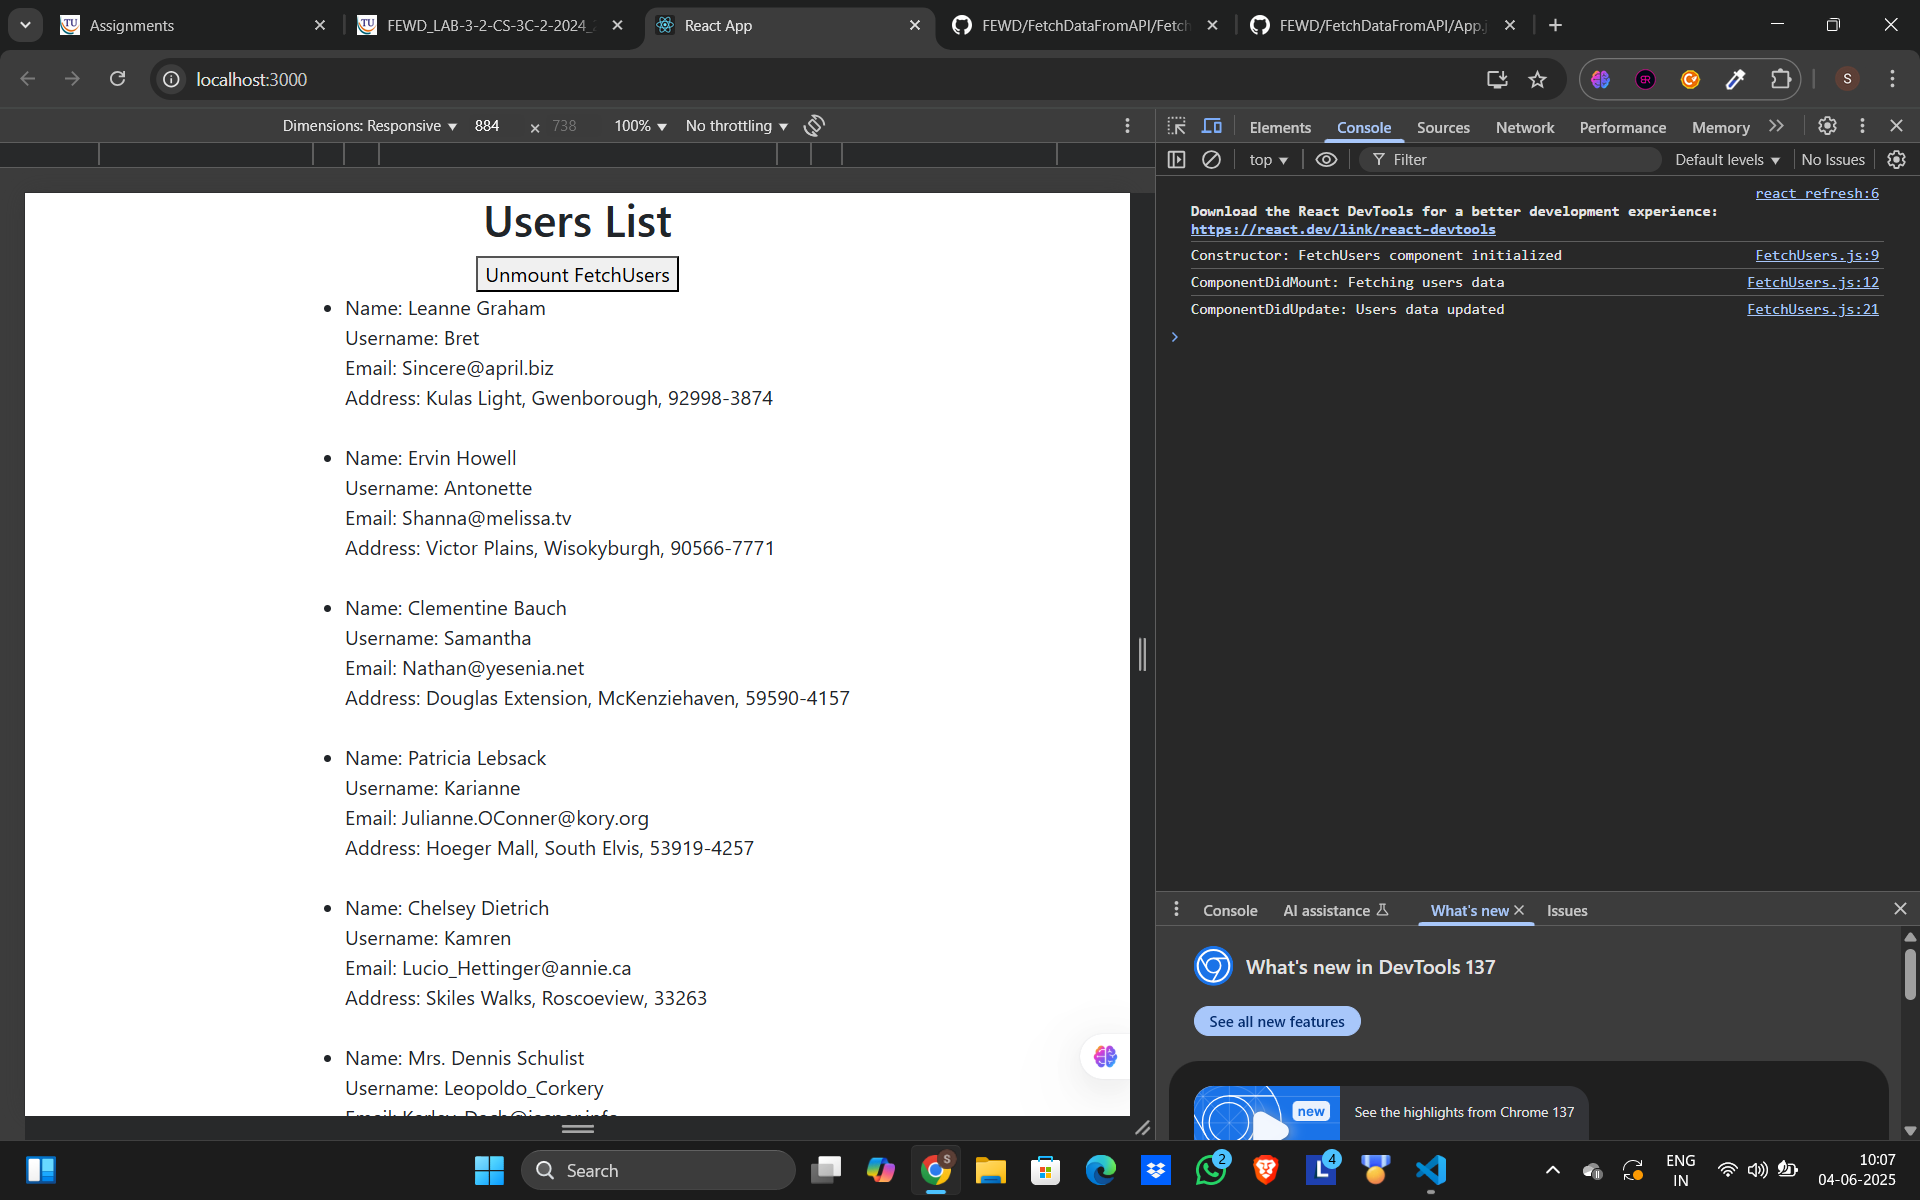 Assignments
FEWD_LAB-3-2-CS-3C-2-2024_
React App
FEWD/FetchDataFromAPI/Fetch
FEWD/FetchDataFromAPI/App.j
localhost:3000
S
Dimensions: Responsive 884 × 738 100% No throttling
Elements Console Sources Network Performance Memory
top Filter Default levels No Issues
Users List
Unmount FetchUsers
Name: Leanne Graham
Username: Bret
Email: Sincere@april.biz
Address: Kulas Light, Gwenborough, 92998-3874
Name: Ervin Howell
Username: Antonette
Email: Shanna@melissa.tv
Address: Victor Plains, Wisokyburgh, 90566-7771
Name: Clementine Bauch
Username: Samantha
Email: Nathan@yesenia.net
Address: Douglas Extension, McKenziehaven, 59590-4157
Name: Patricia Lebsack
Username: Karianne
Email: Julianne.OConner@kory.org
Address: Hoeger Mall, South Elvis, 53919-4257
Name: Chelsey Dietrich
Username: Kamren
Email: Lucio_Hettinger@annie.ca
Address: Skiles Walks, Roscoeview, 33263
Name: Mrs. Dennis Schulist
Username: Leopoldo_Corkery
react refresh:6
Download the React DevTools for a better development experience:
https://react.dev/link/react-devtools
Constructor: FetchUsers component initialized FetchUsers.js:9
ComponentDidMount: Fetching users data FetchUsers.js:12
ComponentDidUpdate: Users data updated FetchUsers.js:21
Console AI assistance What's new Issues
What's new in DevTools 137
See all new features
new
See the highlights from Chrome 137
Search
S
2
4
ENG
IN
10:07
04-06-2025